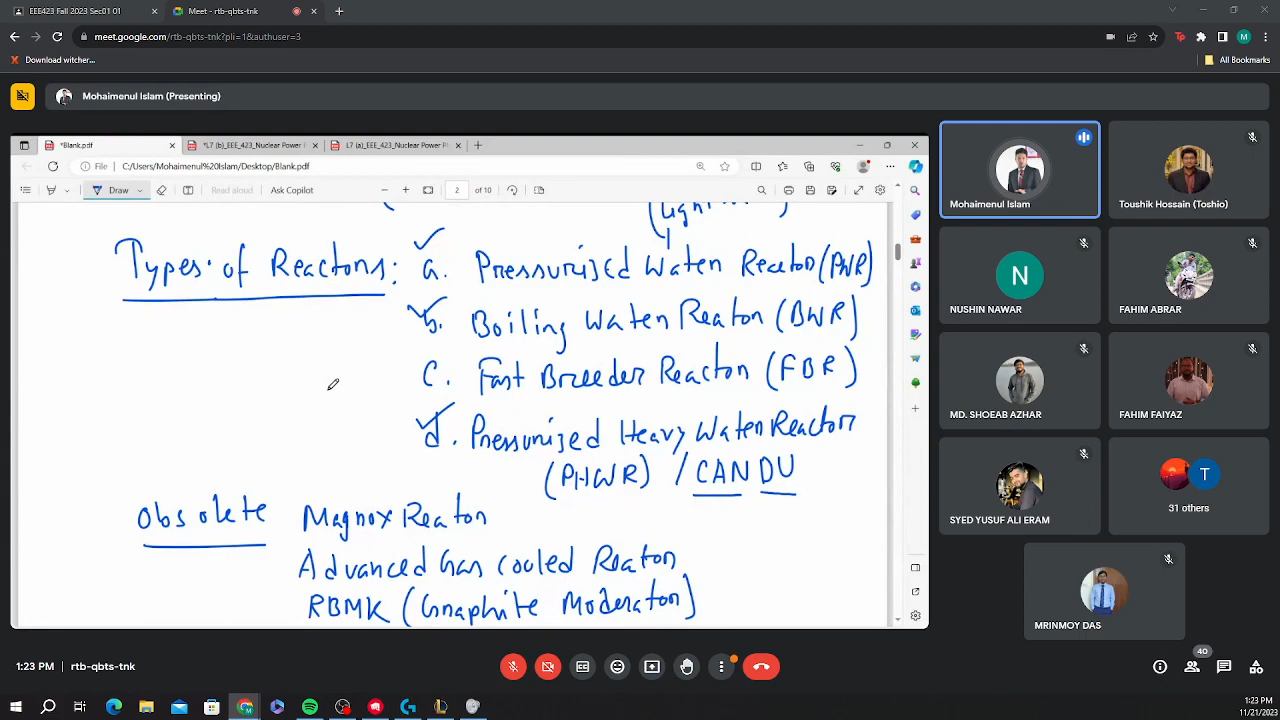 EEE423 Fall 2023 Sec01 01
Meet - rtb-qbts-tnk
meet.google.com/rtb-qbts-tnk?pli=1&authuser=3
Download witcher...
All Bookmarks
Mohaimenul Islam (Presenting)
*Blank.pdf
*L7 (b)_EEE_423_Nuclear Power
L7 (a)_EEE_423_Nuclear Power P
File
C:/Users/Mohaimenul%20Islam/Desktop/Blank.pdf
Draw
Read aloud
Ask Copilot
2 of 10
Types of Reactors:
a. Pressurized Water Reactor (PWR)
b. Boiling Water Reator (BWR)
c. Fast Breeder Reactor (FBR)
d. Pressurized Heavy Water Reactor
(PHWR) / CANDU
Obsolete
Magnox Reator
Advanced Gas cooled Reator
RBMK (Graphite Moderator)
Mohaimenul Islam
Toushik Hossain (Toshio)
N
NUSHIN NAWAR
FAHIM ABRAR
MD. SHOEAB AZHAR
FAHIM FAIYAZ
SYED YUSUF ALI ERAM
T
31 others
MRINMOY DAS
1:23 PM | rtb-qbts-tnk
40
1:23 PM
11/21/2023